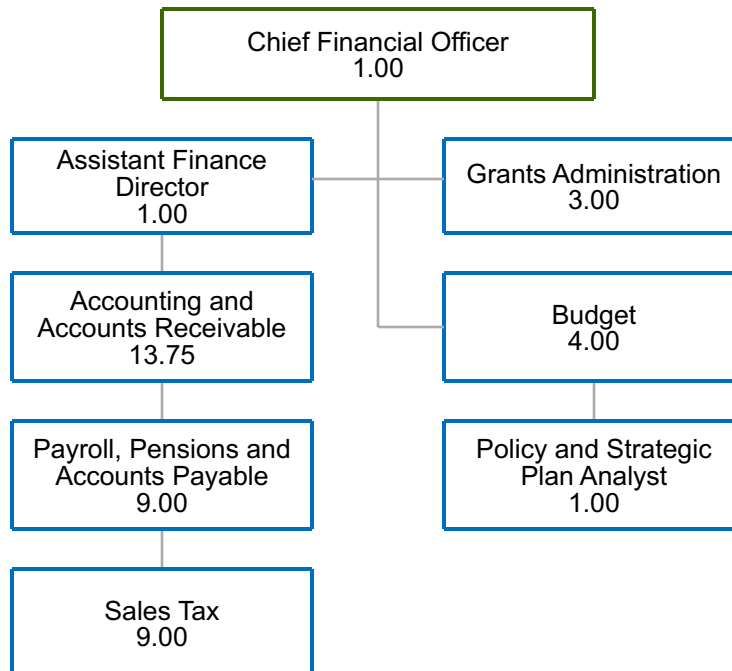 Chief Financial Officer
1.00
Assistant Finance
Director
1.00
Grants Administration
3.00
Accounting and
Accounts Receivable
13.75
Budget
4.00
Payroll, Pensions and
Accounts Payable
9.00
Policy and Strategic
Plan Analyst
1.00
Sales Tax
9.00